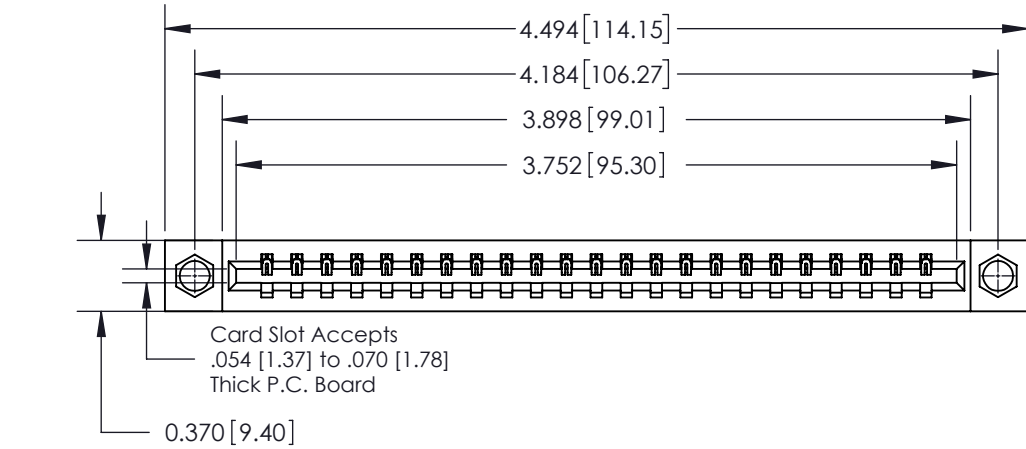 4.494[114.15]
4.184[106.27]
3.898[99.01]
3.752[95.30]
Card Slot Accepts
.054 [1.37] to .070 [1.78]
Thick P.C. Board
0.370[9.40]